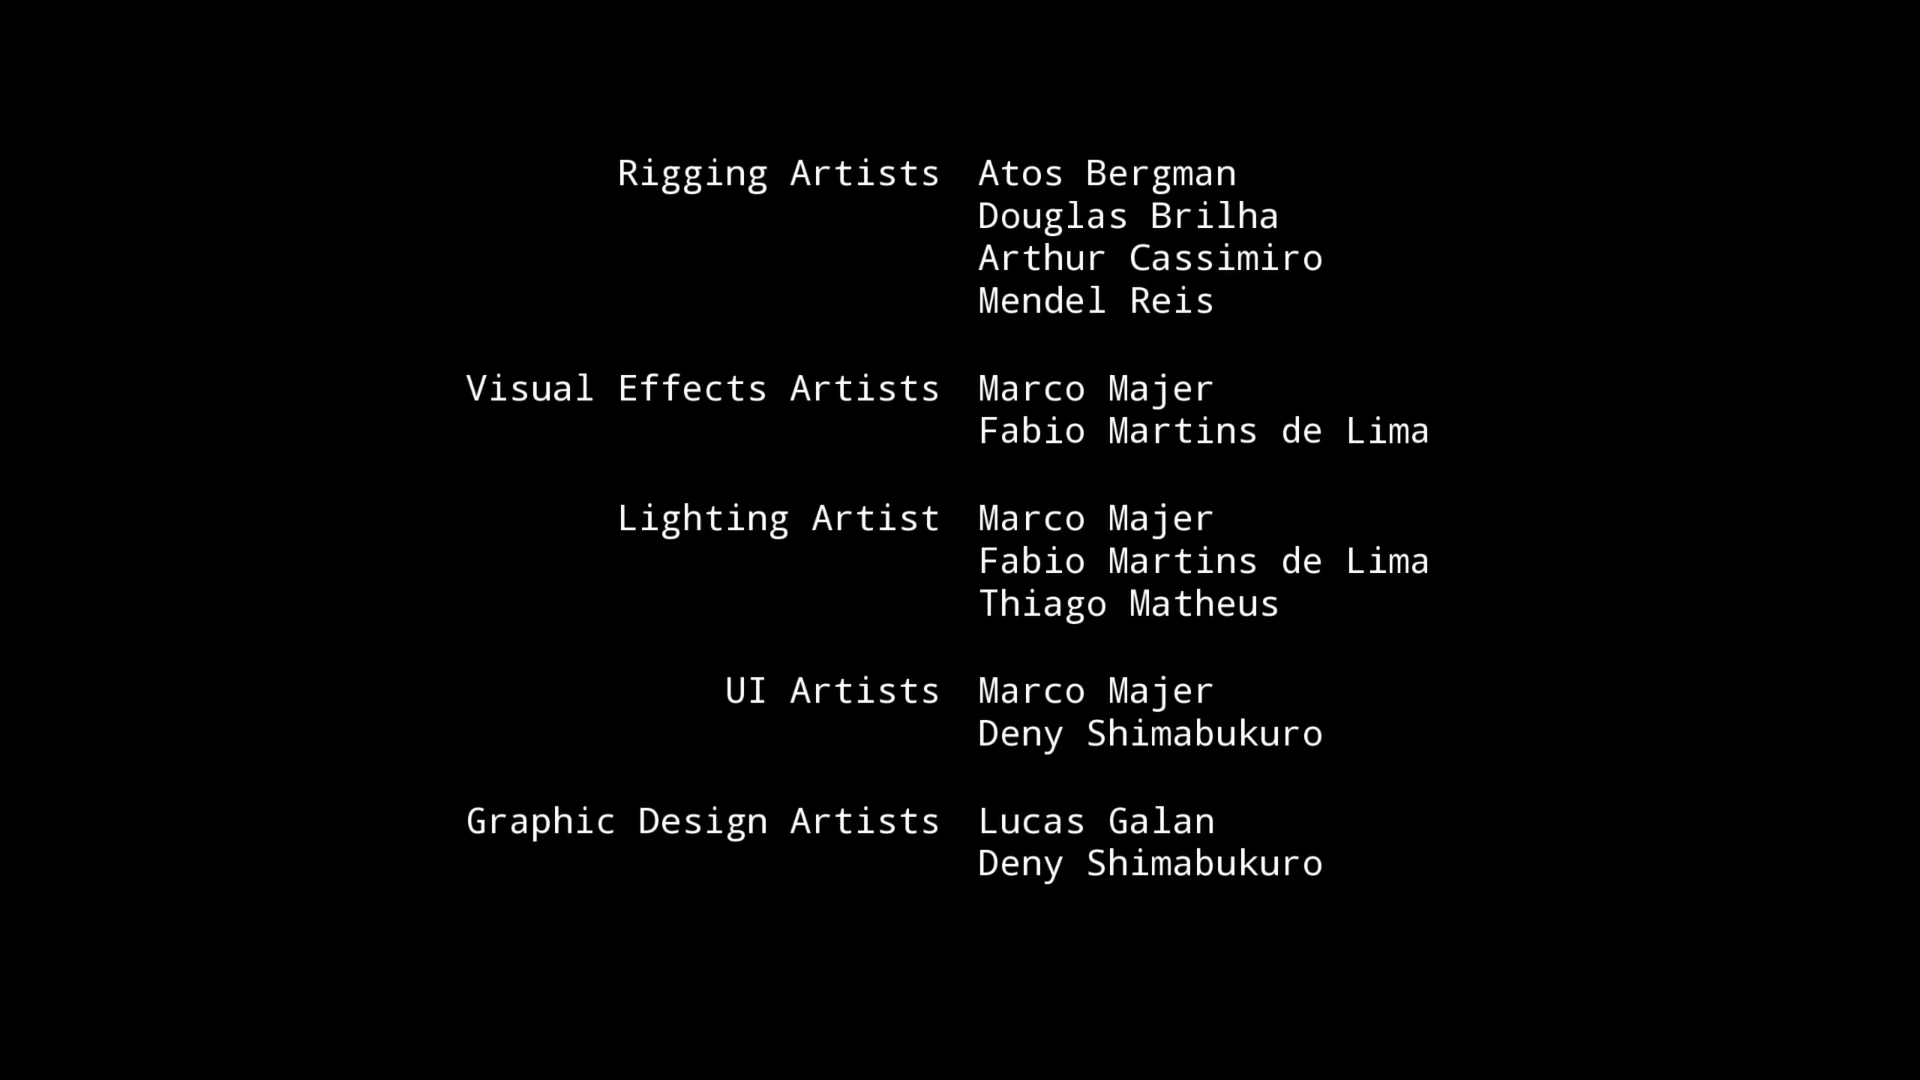 Rigging Artists Atos Bergman
Douglas Brilha
Arthur Cassimiro
Mendel Reis
Visual Effects Artists Marco Majer
Fabio Martins de Lima
Lighting Artist Marco Majer
Fabio Martins de Lima
Thiago Matheus
UI Artists Marco Majer
Deny Shimabukuro
Graphic Design Artists Lucas Galan
Deny Shimabukuro